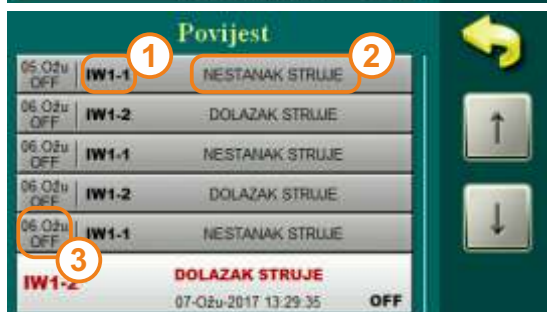 Povijest
1
2
05.Ožu
OFF
IW1-1
NESTANAK STRUJE
06.Ožu
OFF
IW1-2
DOLAZAK STRUJE
06.Ožu
OFF
IW1-1
NESTANAK STRUJE
06.Ožu
OFF
IW1-2
DOLAZAK STRUJE
06.Ožu
OFF
IW1-1
NESTANAK STRUJE
3
IW1-2
DOLAZAK STRUJE
07-Ožu-2017 13:29:35
OFF